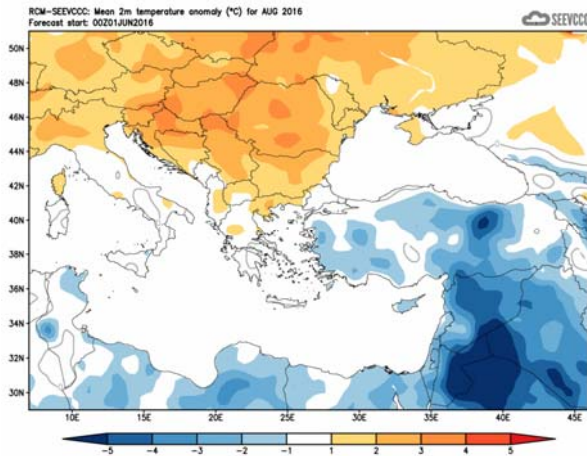 RCM-SEEVCCC: Mean 2m temperature anomaly (°C) for AUG 2016
Forecast start: 00Z01JUN2016
SEEVCCC
50N
48N
46N
44N
42N
40N
38N
36N
34N
32N
30N
10E 15E 20E 25E 30E 35E 40E 45E
-5 -4 -3 -2 -1 1 2 3 4 5